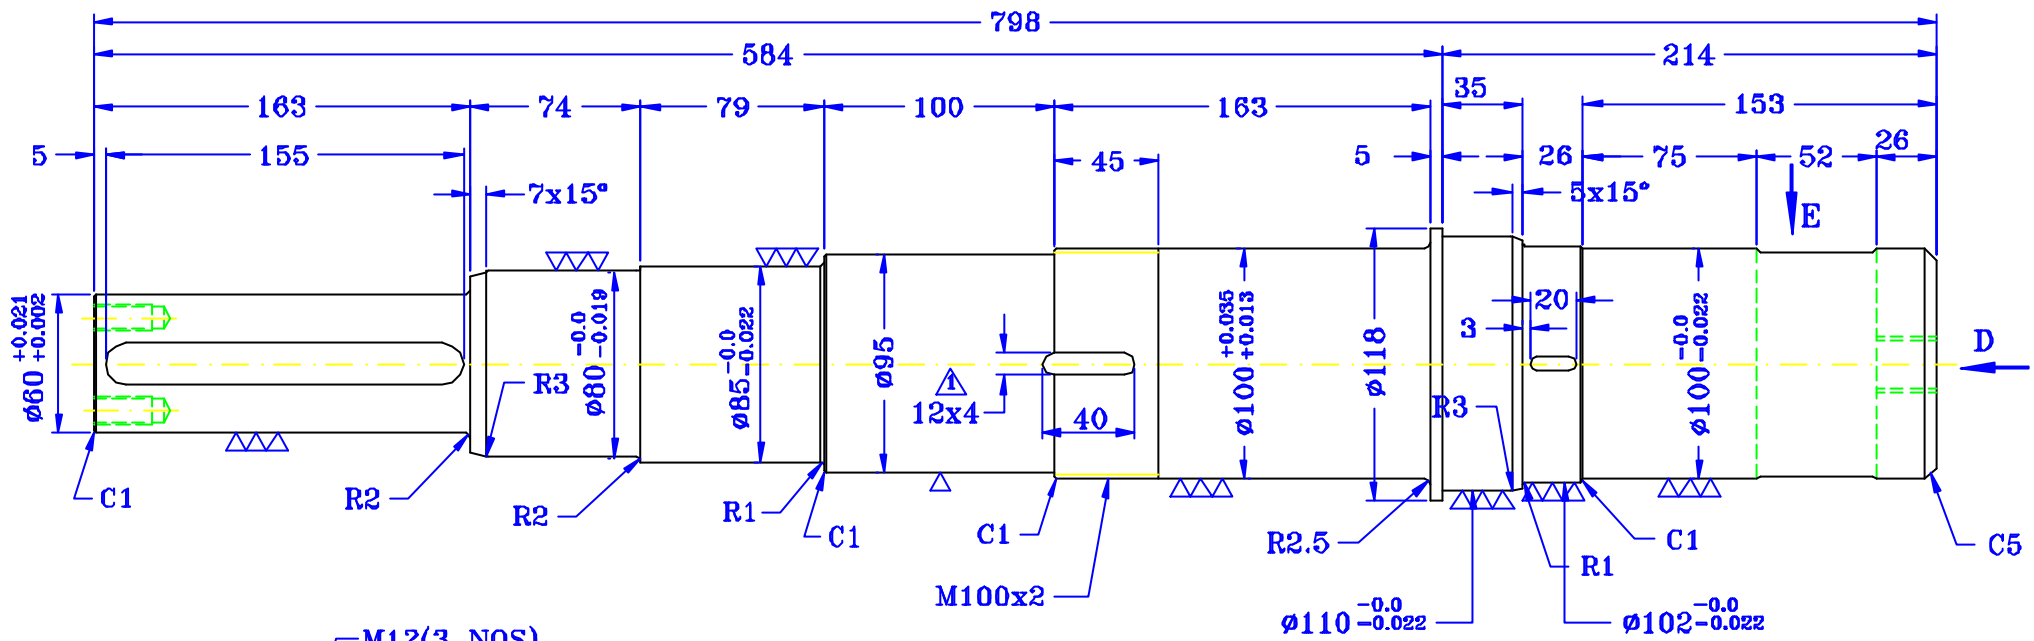 798
584
214
35
163
74
79
100
163
153
5
155
45
5
26
75
52
26
7x15°
5x15°
E
ø60 +0.021 +0.002
ø80 -0.0 -0.019
ø85 -0.0 -0.022
ø95
ø100 +0.035 +0.013
ø118
20
3
ø100 -0.0 -0.022
D
R3
1
12x4
40
R3
C1
R2
R2
R1
C1
C1
R2.5
C1
R1
C5
M100x2
ø110 -0.0 -0.022
ø102 -0.0 -0.022
M12(3 NOS)